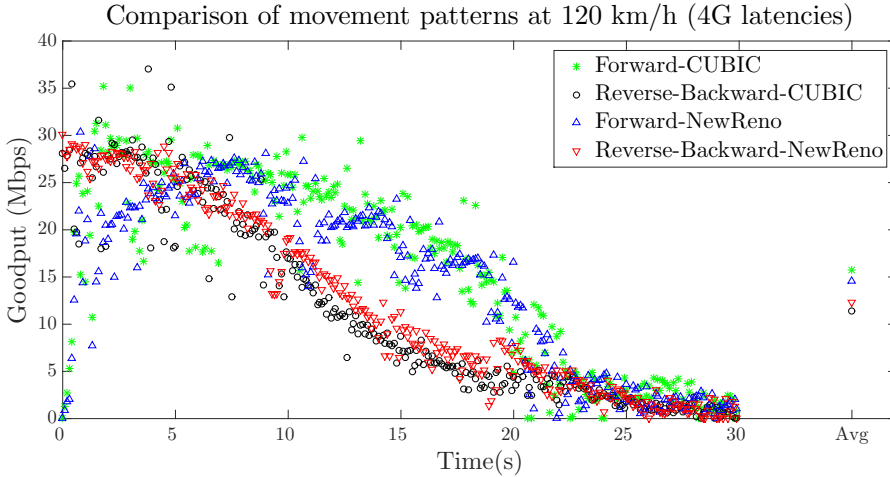 Comparison of movement patterns at 120 km/h (4G latencies)
40
35
30
25
20
15
10
5
0
Goodput (Mbps)
Forward-CUBIC
Reverse-Backward-CUBIC
Forward-NewReno
Reverse-Backward-NewReno
0 5 10 15 20 25 30 Avg
Time(s)